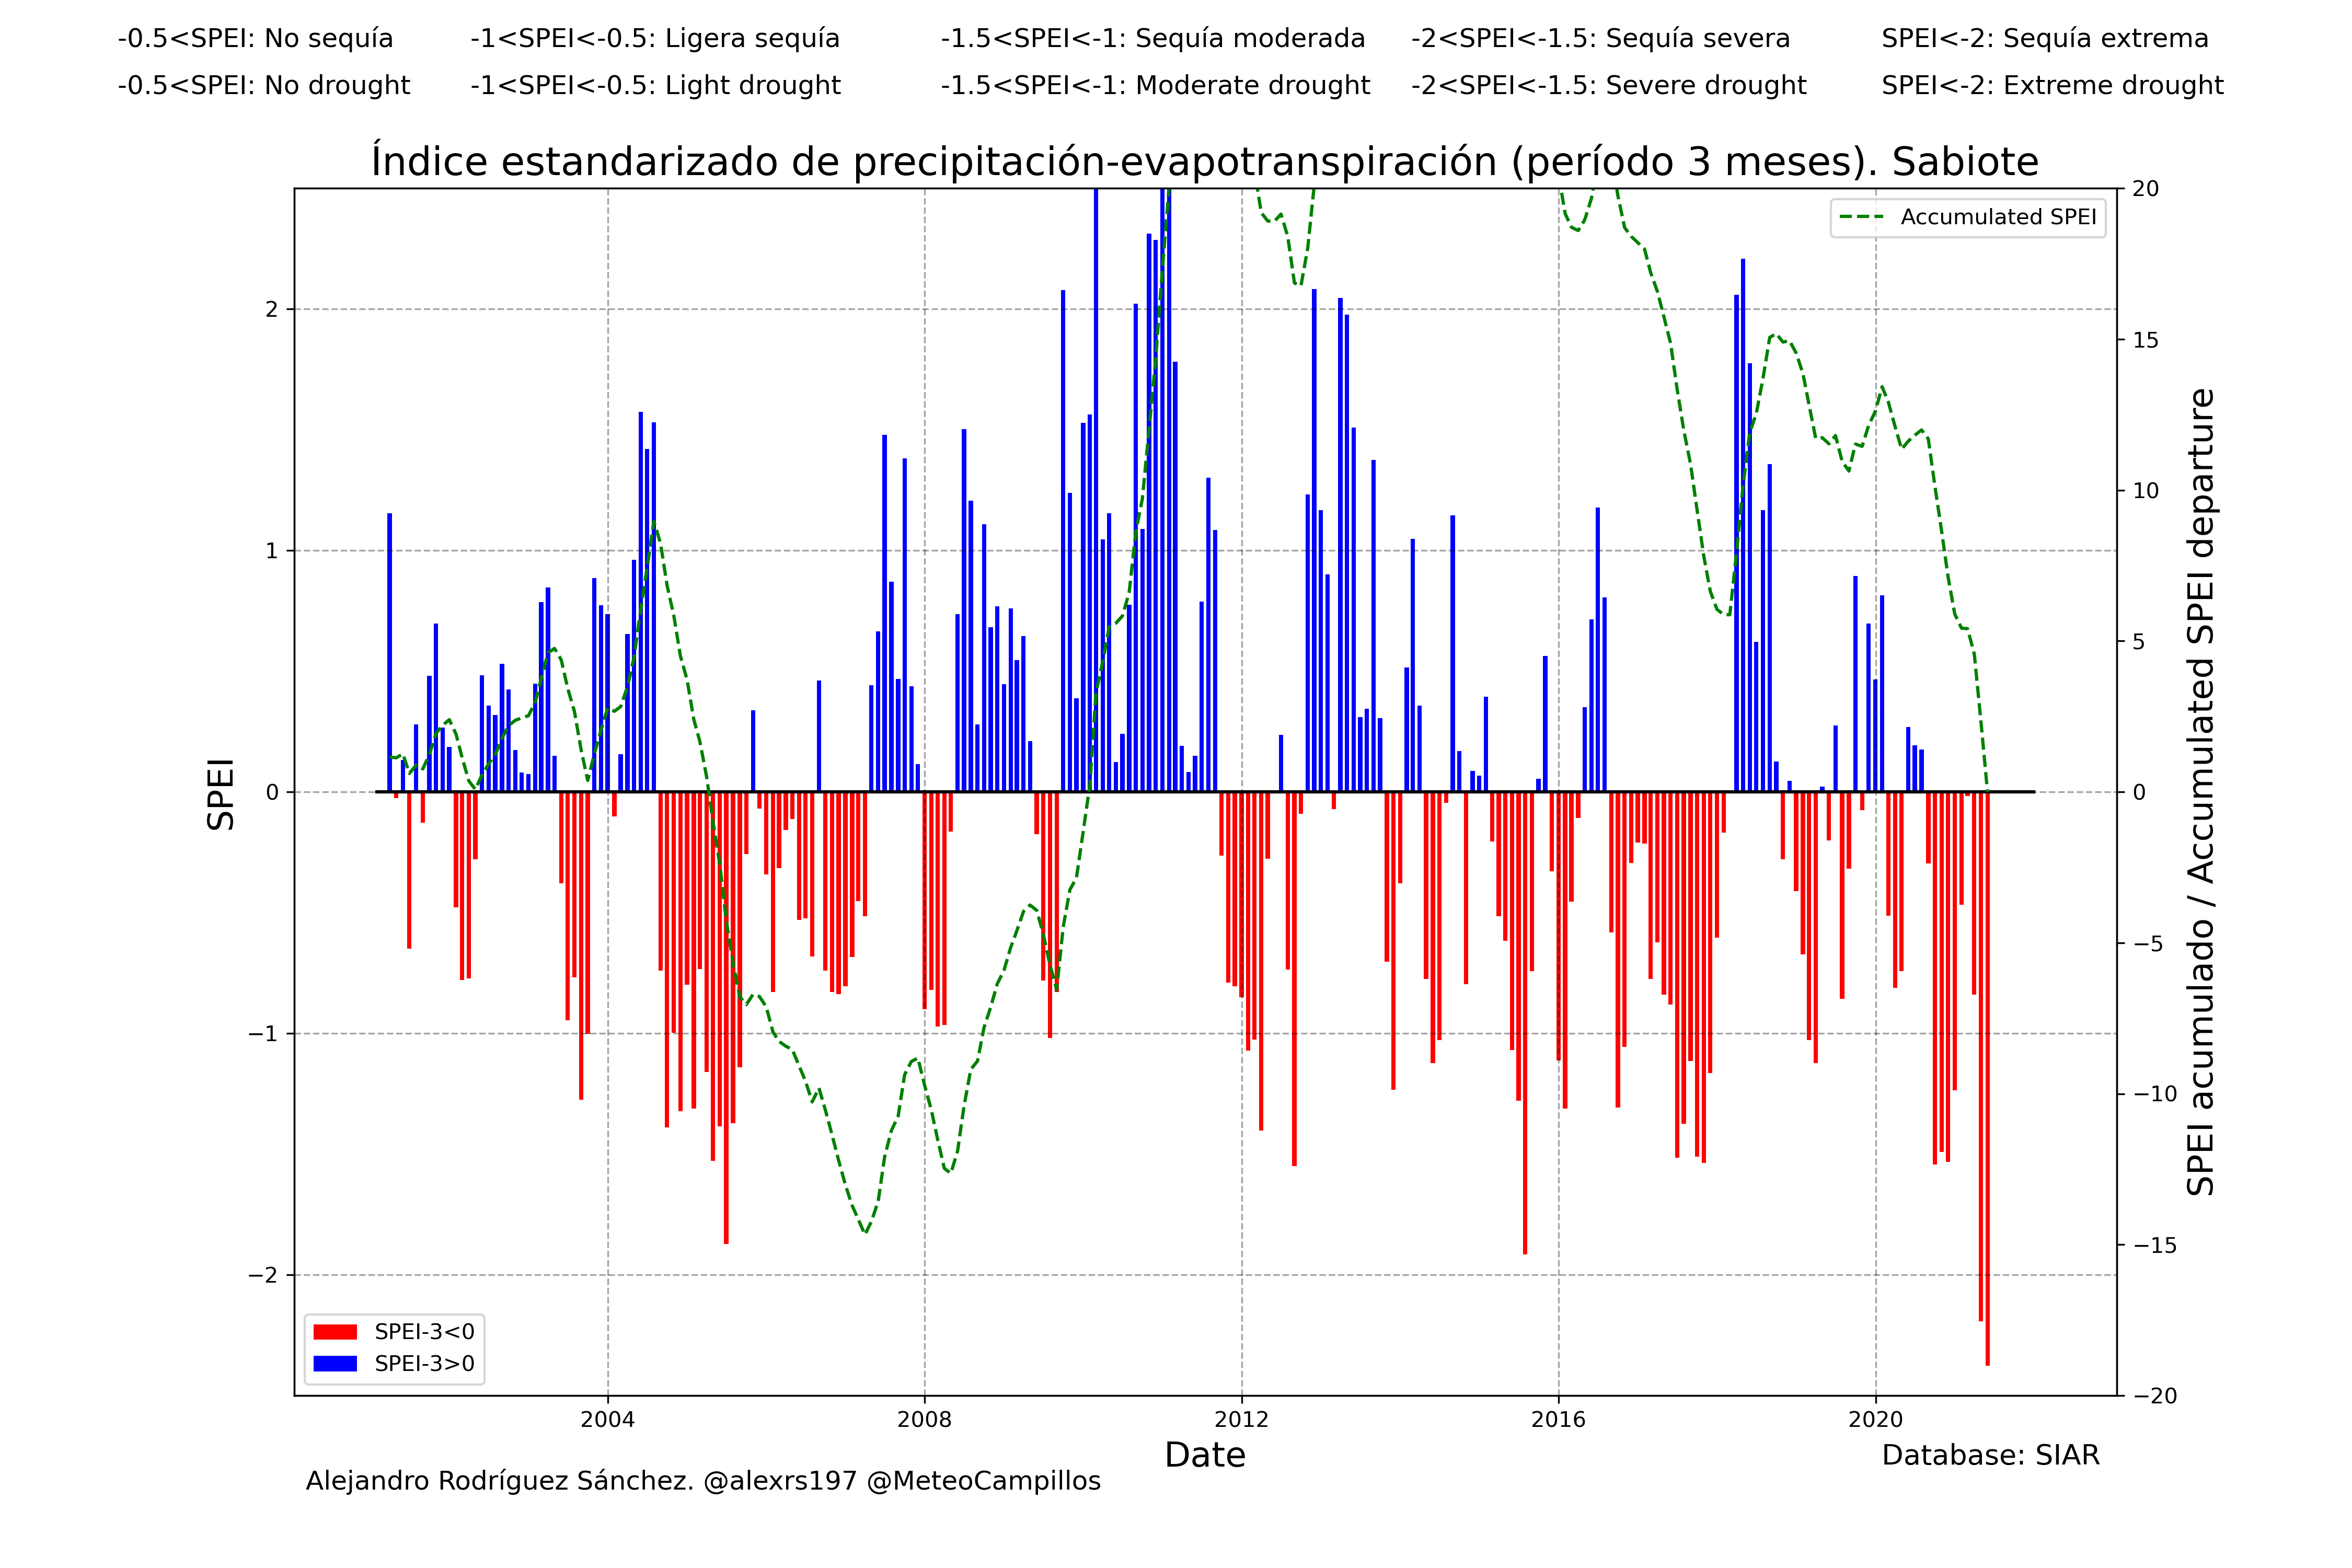 -0.5<SPEI: No sequía -1<SPEI<-0.5: Ligera sequía -1.5<SPEI<-1: Sequía moderada -2<SPEI<-1.5: Sequía severa SPEI<-2: Sequía extrema
-0.5<SPEI: No drought -1<SPEI<-0.5: Light drought -1.5<SPEI<-1: Moderate drought -2<SPEI<-1.5: Severe drought SPEI<-2: Extreme drought
Índice estandarizado de precipitación-evapotranspiración (período 3 meses). Sabiote
Accumulated SPEI
2
1
0
−1
−2
SPEI
20
15
10
5
0
−5
−10
−15
−20
SPEI acumulado / Accumulated SPEI departure
SPEI-3<0
SPEI-3>0
2004 2008 2012 2016 2020
Date
Database: SIAR
Alejandro Rodríguez Sánchez. @alexrs197 @MeteoCampillos